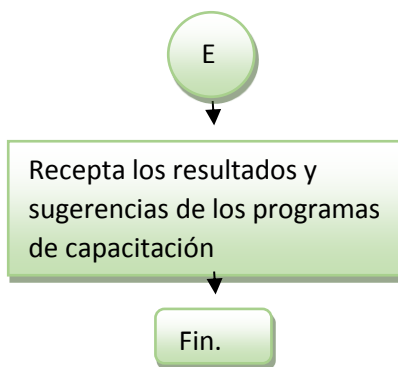 E
Recepta los resultados y
sugerencias de los programas
de capacitación
Fin.